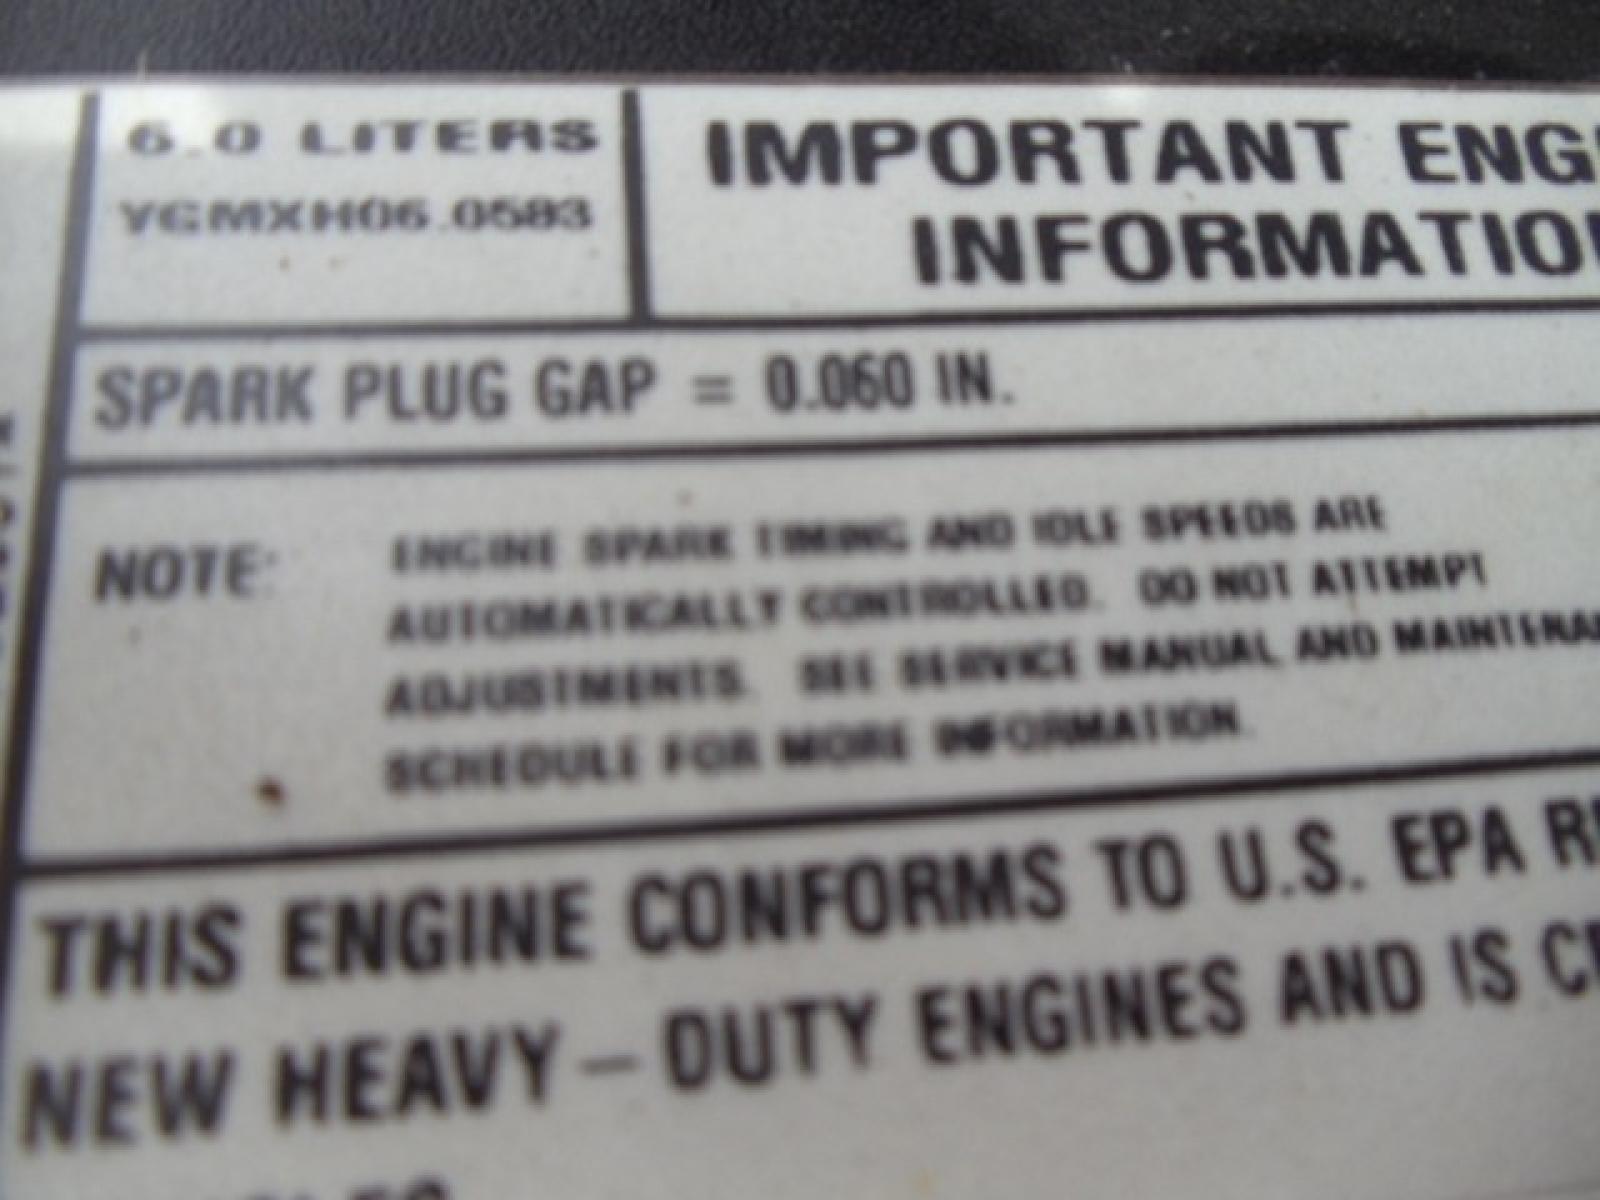 6.0 LITERS
YGMXH06.0583
IMPORTANT ENG
INFORMATIO
SPARK PLUG GAP = 0.060 IN.
NOTE: ENGINE SPARK TIMING AND IDLE SPEEDS ARE
AUTOMATICALLY CONTROLLED. DO NOT ATTEMPT
ADJUSTMENTS. SEE SERVICE MANUAL AND MAINTENA
SCHEDULE FOR MORE INFORMATION.
THIS ENGINE CONFORMS TO U.S. EPA R
NEW HEAVY - DUTY ENGINES AND IS CE